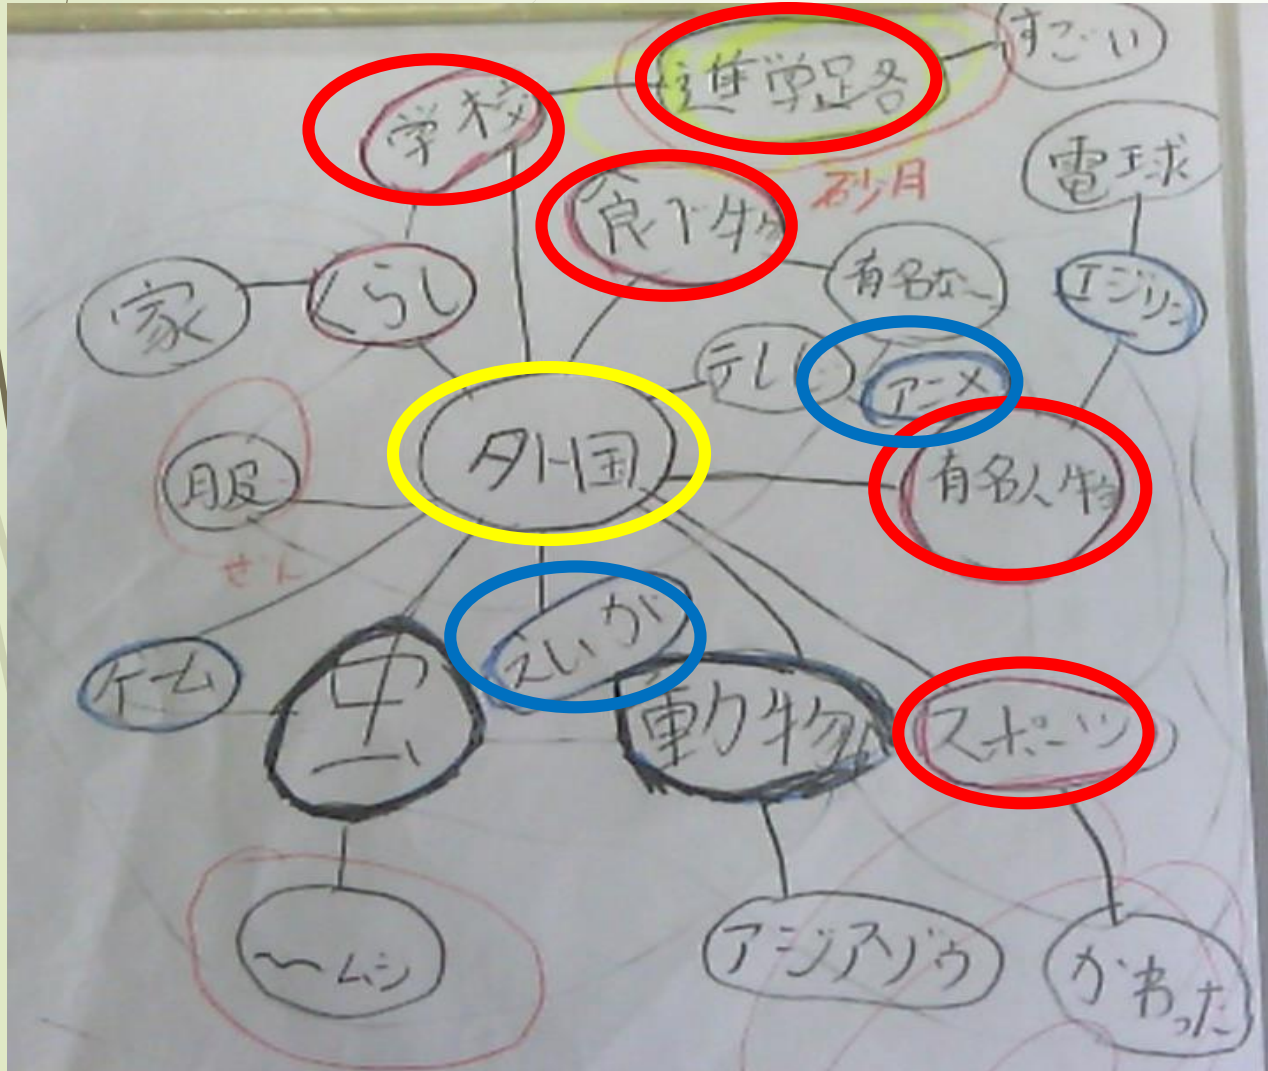 すごい
進学路
学校
電球
食べ物
有名な～
エジソン
くらし
家
テレビ
アニメ
外国
有名人物
服
えいが
ゲーム
虫
動物
スポーツ
～ムシ
アジアゾウ
かわった